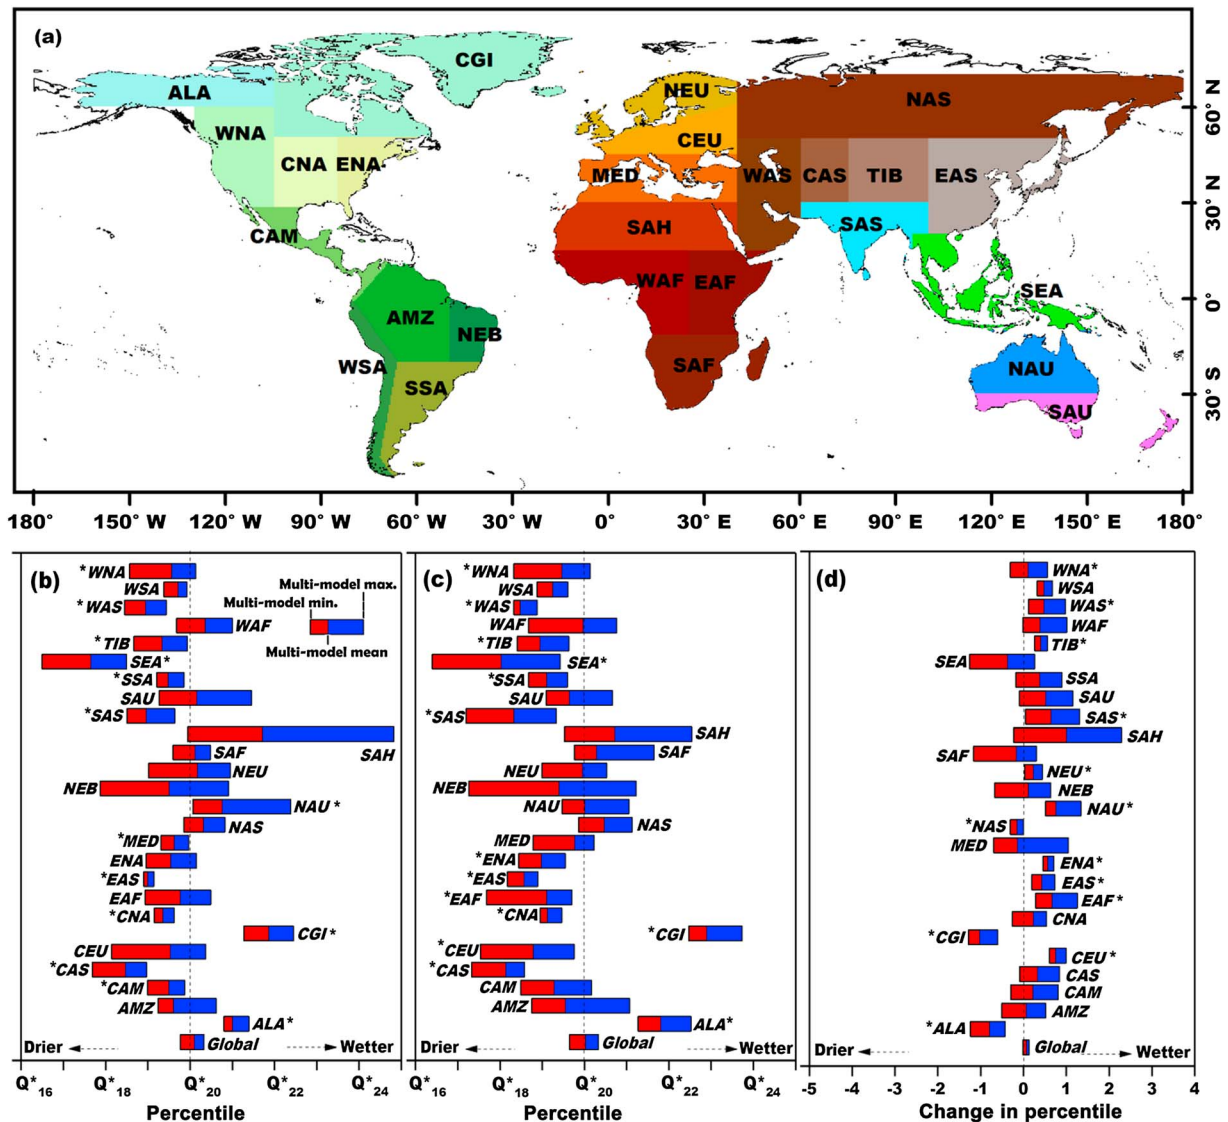 (a)
CGI
ALA
NEU
NAS
60° N
WNA
CEU
CNA
ENA
MED
WAS
CAS
TIB
EAS
30° N
SAS
CAM
SAH
WAF
EAF
SEA
0°
AMZ
NEB
WSA
SAF
NAU
SSA
30° S
SAU
180° 150° W 120° W 90° W 60° W 30° W 0° 30° E 60° E 90° E 120° E 150° E 180°
(b)
*WNA
Multi-model max.
WSA
Multi-model min.
*WAS
WAF
*TIB
Multi-model mean
SEA*
*SSA
SAU
*SAS
SAH
SAF
NEU
NEB
NAU*
NAS
*MED
ENA
*EAS
EAF
*CNA
CGI*
CEU
*CAS
*CAM
AMZ
ALA*
Drier
Global
Wetter
Q*16 Q*18 Q*20 Q*22 Q*24
Percentile
(c)
*WNA
WSA
*WAS
WAF
*TIB
SEA*
*SSA
SAU
*SAS
SAH
SAF
NEU
NEB
NAU
NAS
MED
*ENA
*EAS
*EAF
*CNA
*CGI
*CEU
*CAS
CAM
AMZ
ALA*
Drier
Global
Wetter
Q*16 Q*18 Q*20 Q*22 Q*24
Percentile
(d)
WNA*
WSA
WAS*
WAF
TIB*
SEA
SSA
SAU
SAS*
SAH
SAF
NEU*
NEB
NAU*
*NAS
MED
ENA*
EAS*
EAF*
CNA
*CGI
CEU*
CAS
CAM
AMZ
*ALA
Drier
Global
Wetter
-5 -4 -3 -2 -1 0 1 2 3 4
Change in percentile